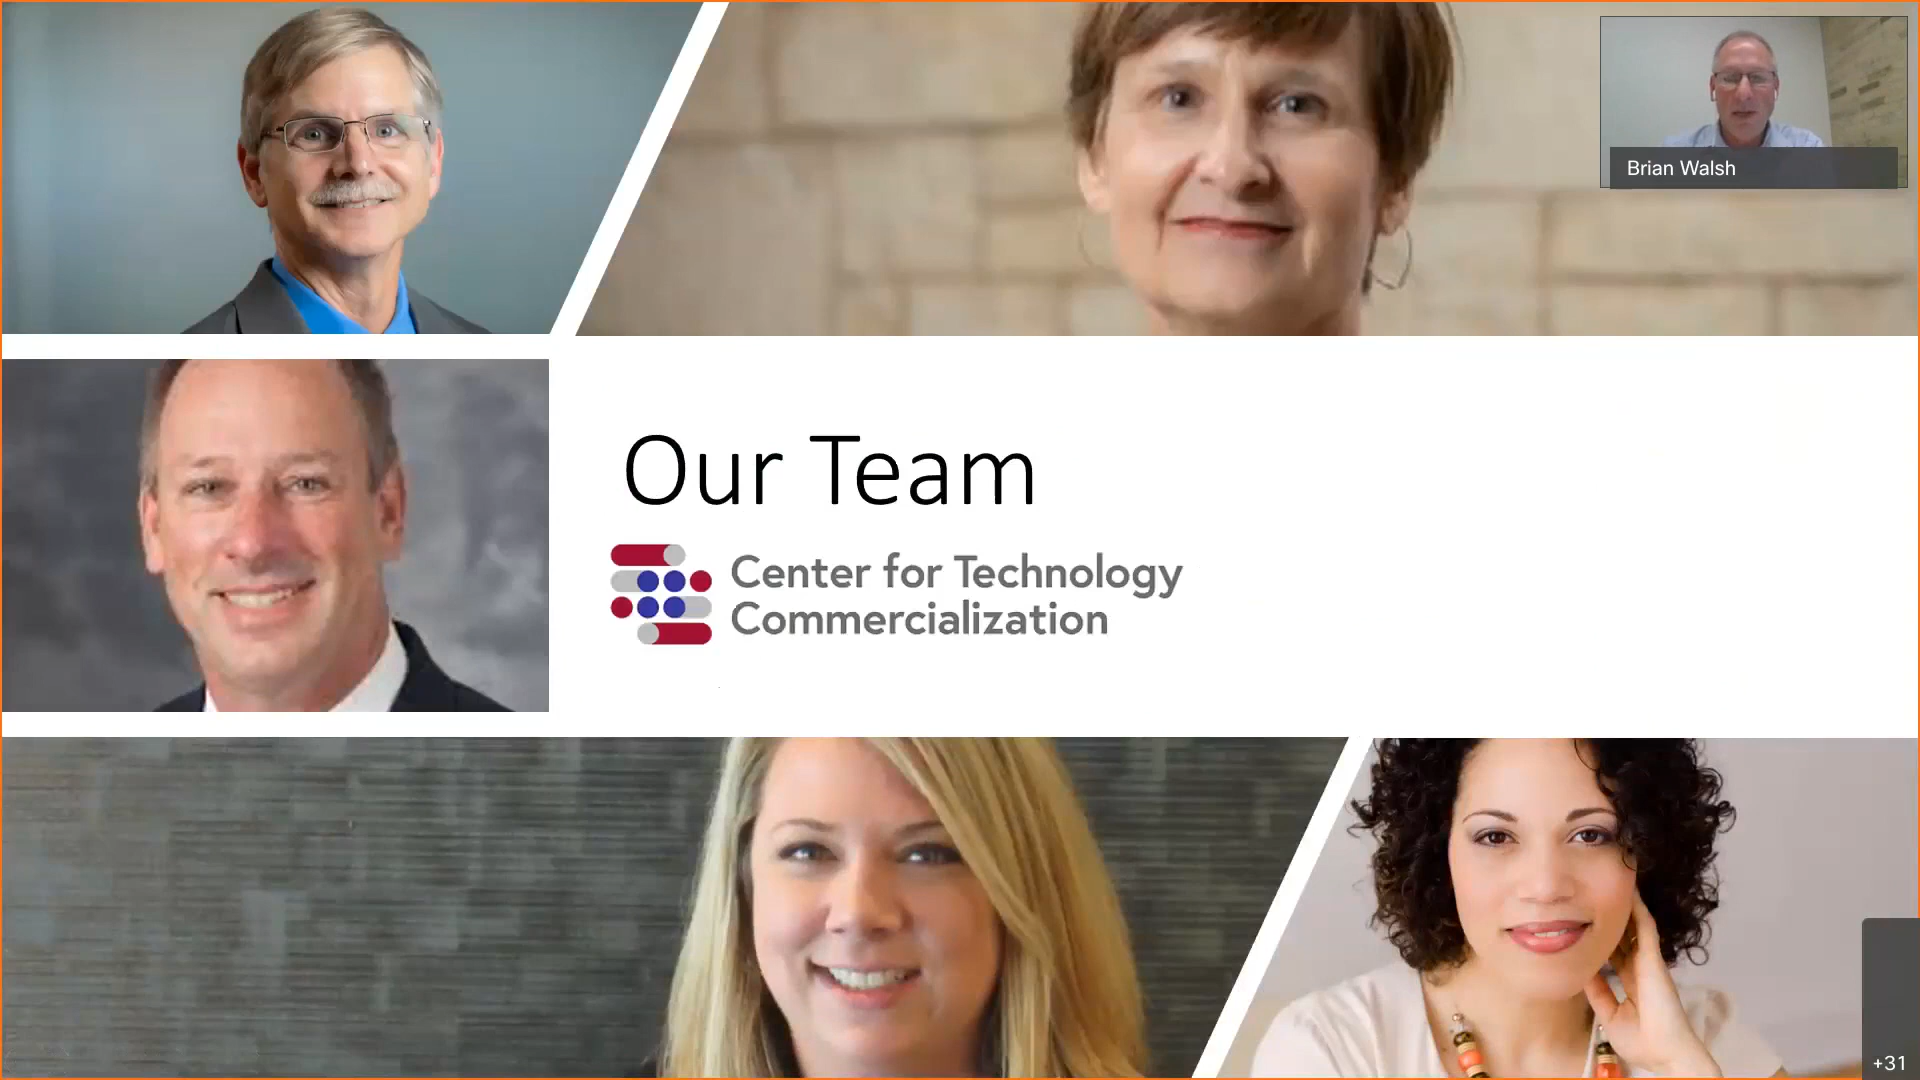 Brian Walsh
Our Team
Center for Technology
Commercialization
+31